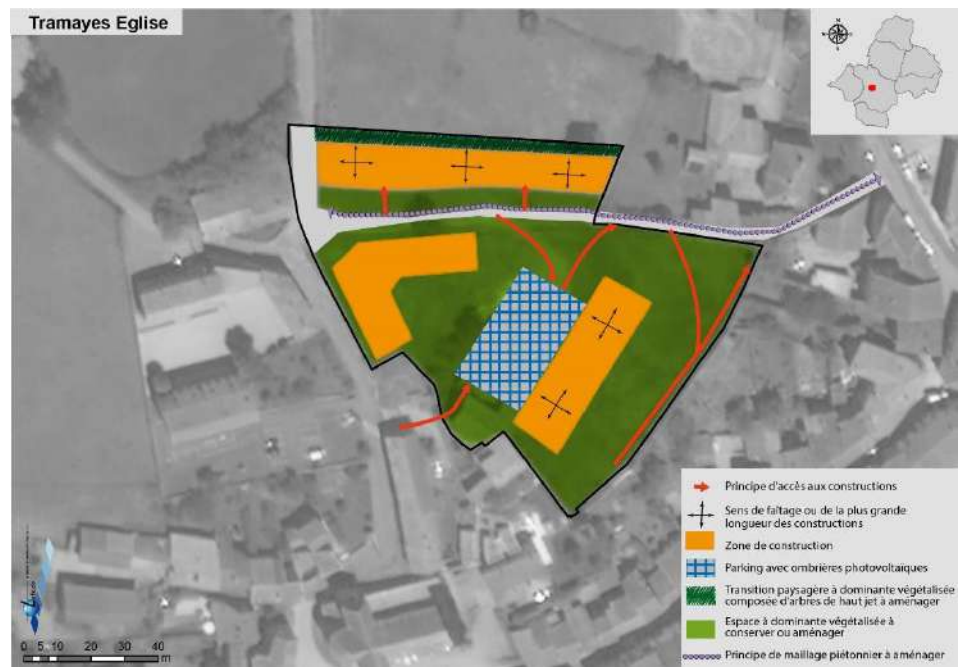 Tramayes Eglise
Principe d'accès aux constructions
Sens de faîtage ou de la plus grande
longueur des constructions
Zone de construction
Parking avec ombrières photovoltaïques
Transition paysagère à dominante végétalisée
composée d'arbres de haut jet à aménager
Espace à dominante végétalisée à
conserver ou aménager
Principe de maillage piétonnier à aménager
0 5 10 20 30 40
m